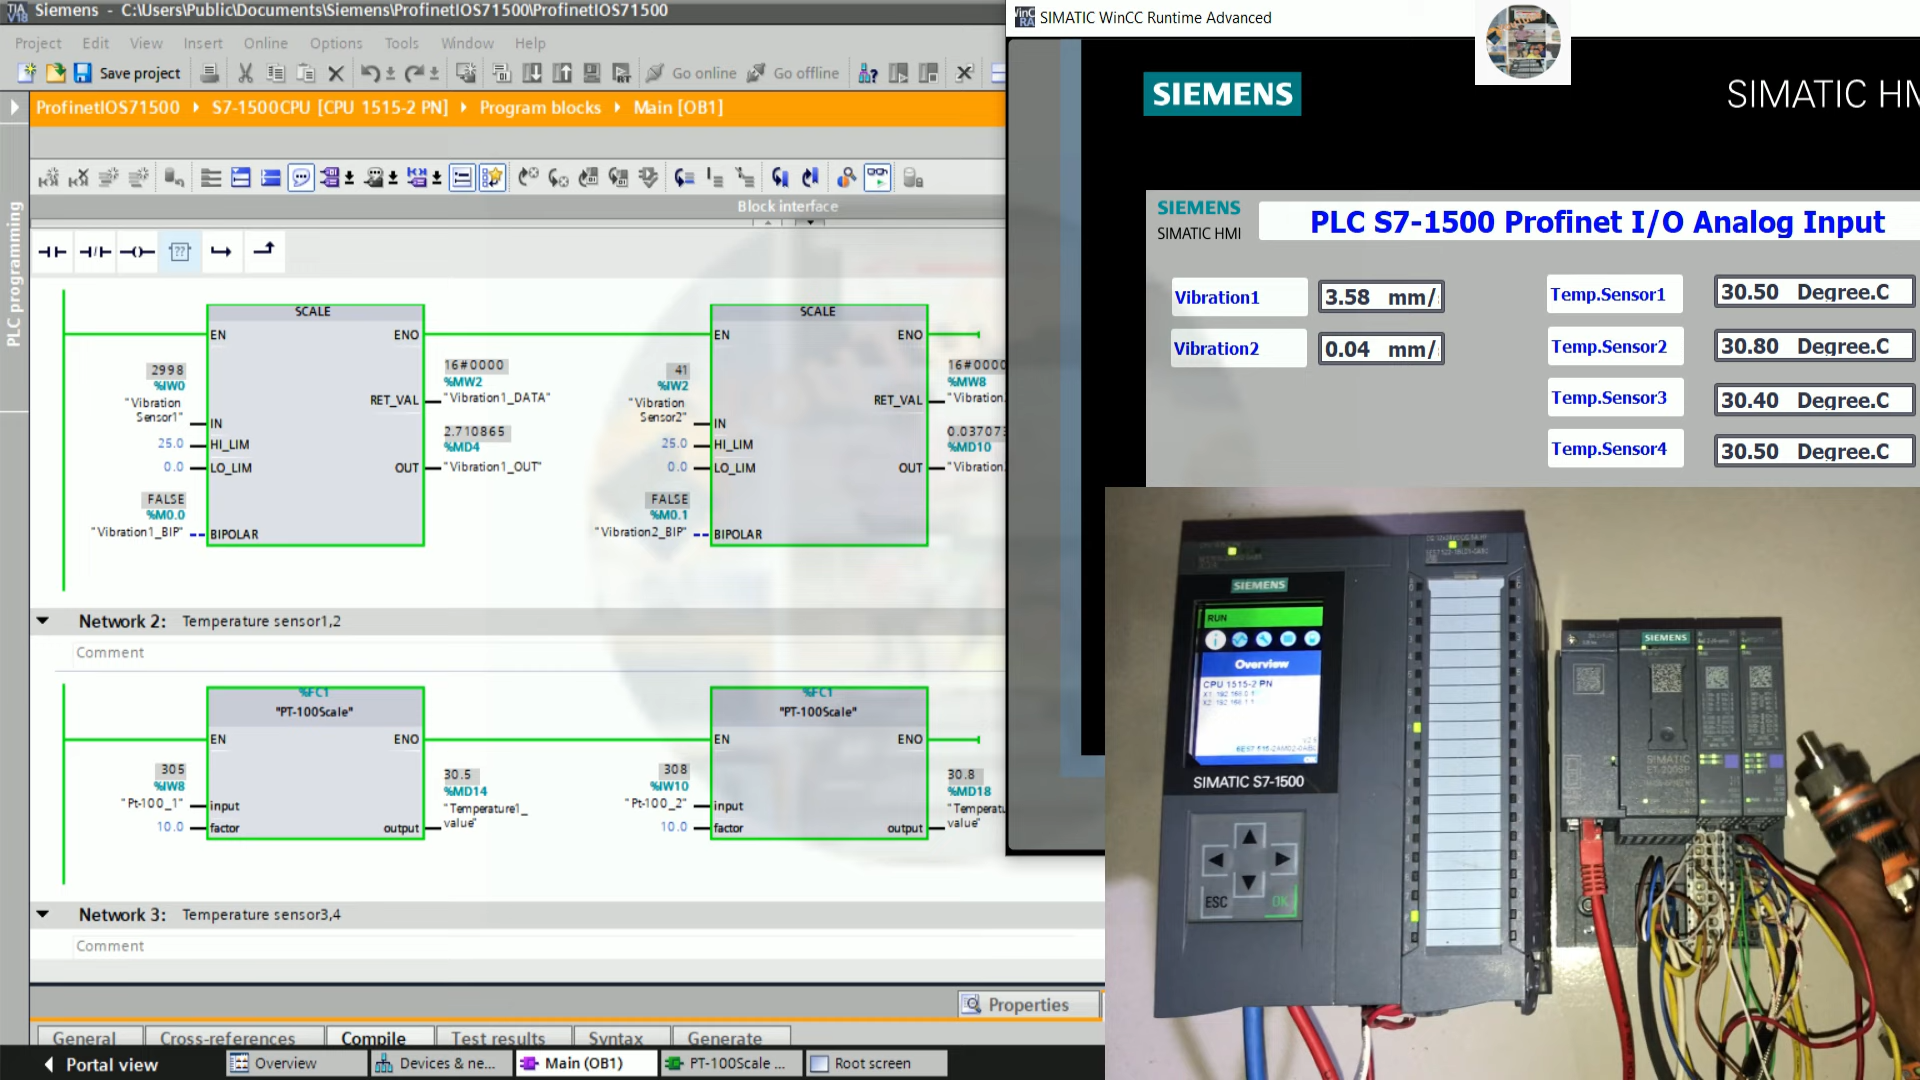 Siemens - C:\Users\Public\Documents\Siemens\ProfinetIOS71500\ProfinetIOS71500
Project Edit View Insert Online Options Tools Window Help
Save project Go online Go offline
ProfinetIOS71500 S7-1500CPU [CPU 1515-2 PN] Program blocks Main [OB1]
PLC programming
Block interface
SCALE
EN ENO
2998
%IW0
"Vibration
Sensor1"
IN
25.0 HI_LIM
0.0 LO_LIM
FALSE
%M0.0
"Vibration1_BIP" BIPOLAR
16#0000
%MW2
RET_VAL "Vibration1_DATA"
2.710865
%MD4
OUT "Vibration1_OUT"
SCALE
EN ENO
41
%IW2
"Vibration
Sensor2"
IN
25.0 HI_LIM
0.0 LO_LIM
FALSE
%M0.1
"Vibration2_BIP" BIPOLAR
16#0000
%MW8
RET_VAL "Vibration.
0.037073
%MD10
OUT "Vibration.
Network 2: Temperature sensor1,2
Comment
%FC1
"PT-100Scale"
EN ENO
305
%IW8
"Pt-100_1" input
10.0 factor
30.5
%MD14
"Temperature1_
value"
output
%FC1
"PT-100Scale"
EN ENO
308
%IW10
"Pt-100_2" input
10.0 factor
30.8
%MD18
"Temperatu
value"
output
Network 3: Temperature sensor3,4
Comment
Properties
General Cross-references Compile Test results Syntax Generate
Portal view Overview Devices & ne... Main (OB1) PT-100Scale ... Root screen
SIMATIC WinCC Runtime Advanced
SIEMENS
SIMATIC HM
SIEMENS
SIMATIC HMI
PLC S7-1500 Profinet I/O Analog Input
Vibration1 3.58 mm/
Vibration2 0.04 mm/
Temp.Sensor1 30.50 Degree.C
Temp.Sensor2 30.80 Degree.C
Temp.Sensor3 30.40 Degree.C
Temp.Sensor4 30.50 Degree.C
SIEMENS
RUN
Overview
CPU 1515-2 PN
SIMATIC S7-1500
ESC OK
SIEMENS
SIMATIC
ET 200SP